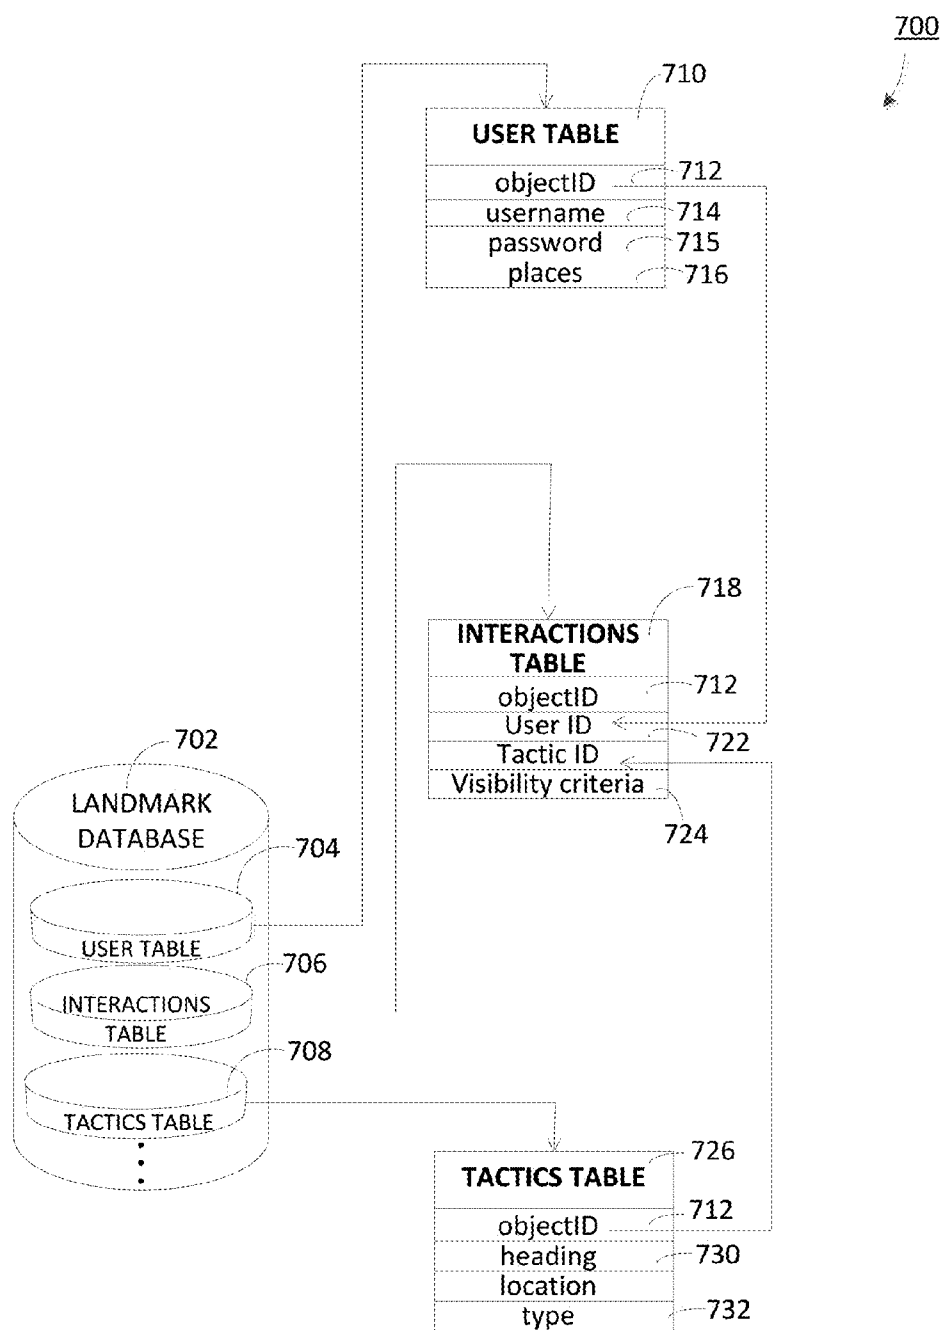 700
710
USER TABLE
objectID 712
username 714
password 715
places 716
718
INTERACTIONS
TABLE
objectID 712
User ID
722
Tactic ID
Visibility criteria
724
702
LANDMARK
DATABASE
704
USER TABLE
706
INTERACTIONS
TABLE
708
TACTICS TABLE
726
TACTICS TABLE
objectID 712
heading 730
location
type 732